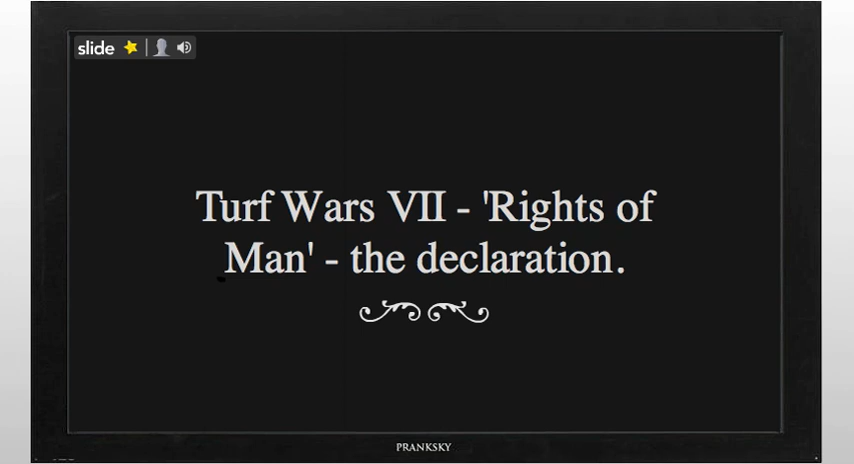 slide
Turf Wars VII - 'Rights of
Man' - the declaration.
PRANKSKY